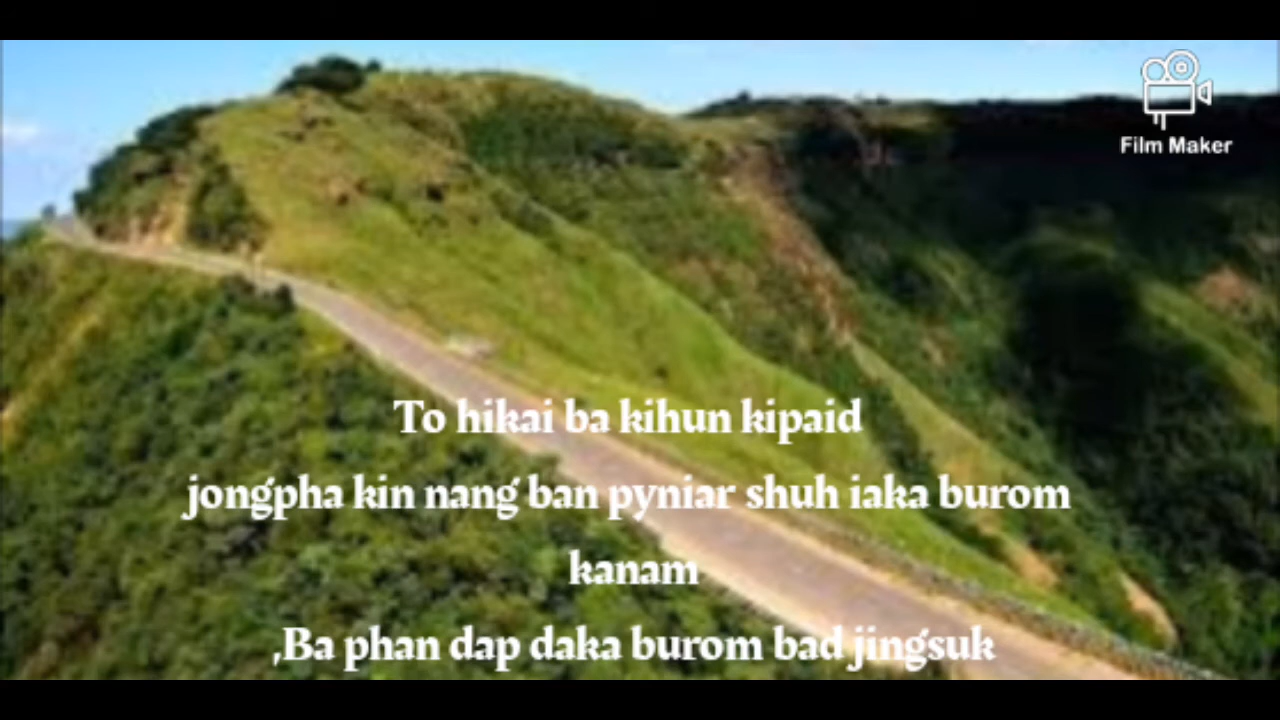 Film Maker
To hikai ba kihun kipaid
jongpha kin nang ban pyniar shuh iaka burom
kanam
,Ba phan dap daka burom bad jingsuk